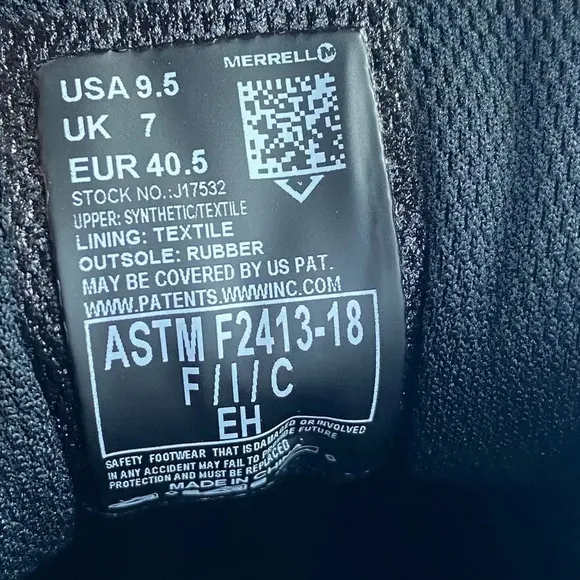 MERRELL
USA 9.5
UK 7
EUR 40.5
STOCK NO.:J17532
UPPER: SYNTHETIC/TEXTILE
LINING: TEXTILE
OUTSOLE: RUBBER
MAY BE COVERED BY US PAT.
WWW.PATENTS.WWWINC.COM
ASTM F2413-18
F / I / C
EH
SAFETY FOOTWEAR THAT IS DAMAGED OR INVOLVED
IN ANY ACCIDENT MAY FAIL TO PROVIDE FUTURE
PROTECTION AND MUST BE REPLACED
MADE IN